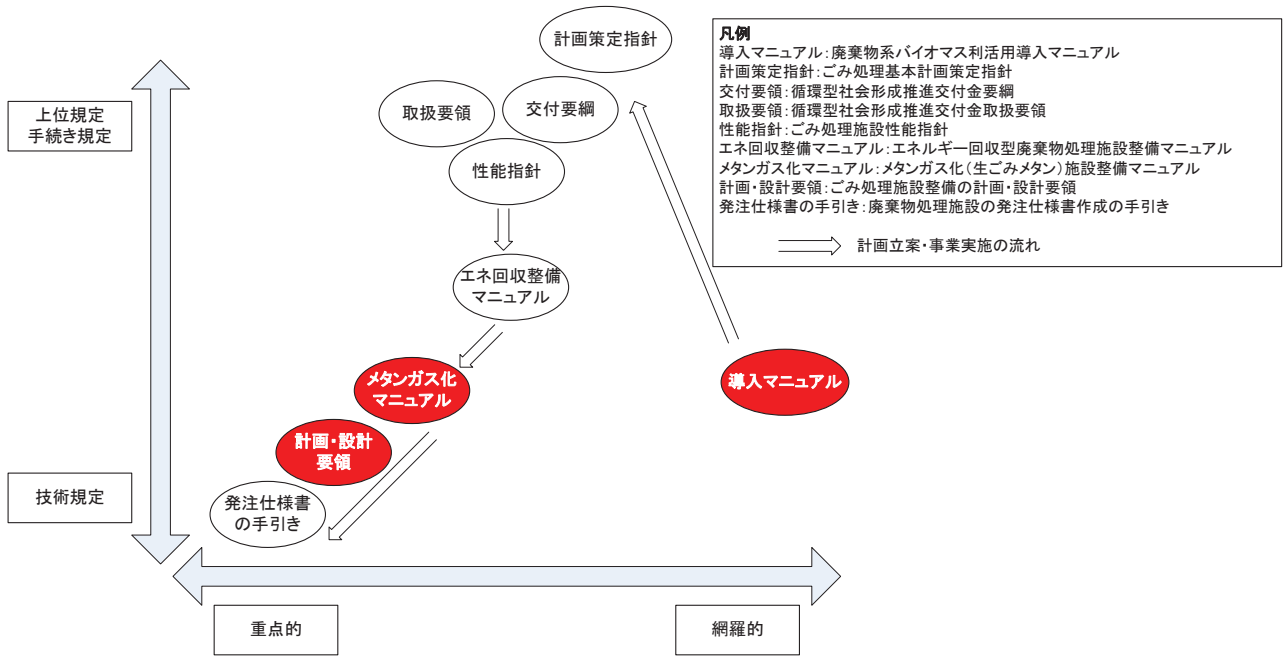 計画策定指針
凡例
導入マニュアル：廃棄物系バイオマス利活用導入マニュアル
計画策定指針：ごみ処理基本計画策定指針
交付要領：循環型社会形成推進交付金要綱
取扱要領：循環型社会形成推進交付金取扱要領
性能指針：ごみ処理施設性能指針
エネ回収整備マニュアル：エネルギー回収型廃棄物処理施設整備マニュアル
メタンガス化マニュアル：メタンガス化（生ごみメタン）施設整備マニュアル
計画・設計要領：ごみ処理施設整備の計画・設計要領
発注仕様書の手引き：廃棄物処理施設の発注仕様書作成の手引き
計画立案・事業実施の流れ
上位規定
手続き規定
取扱要領
交付要綱
性能指針
エネ回収整備
マニュアル
メタンガス化
マニュアル
導入マニュアル
計画・設計
要領
技術規定
発注仕様書
の手引き
重点的
網羅的